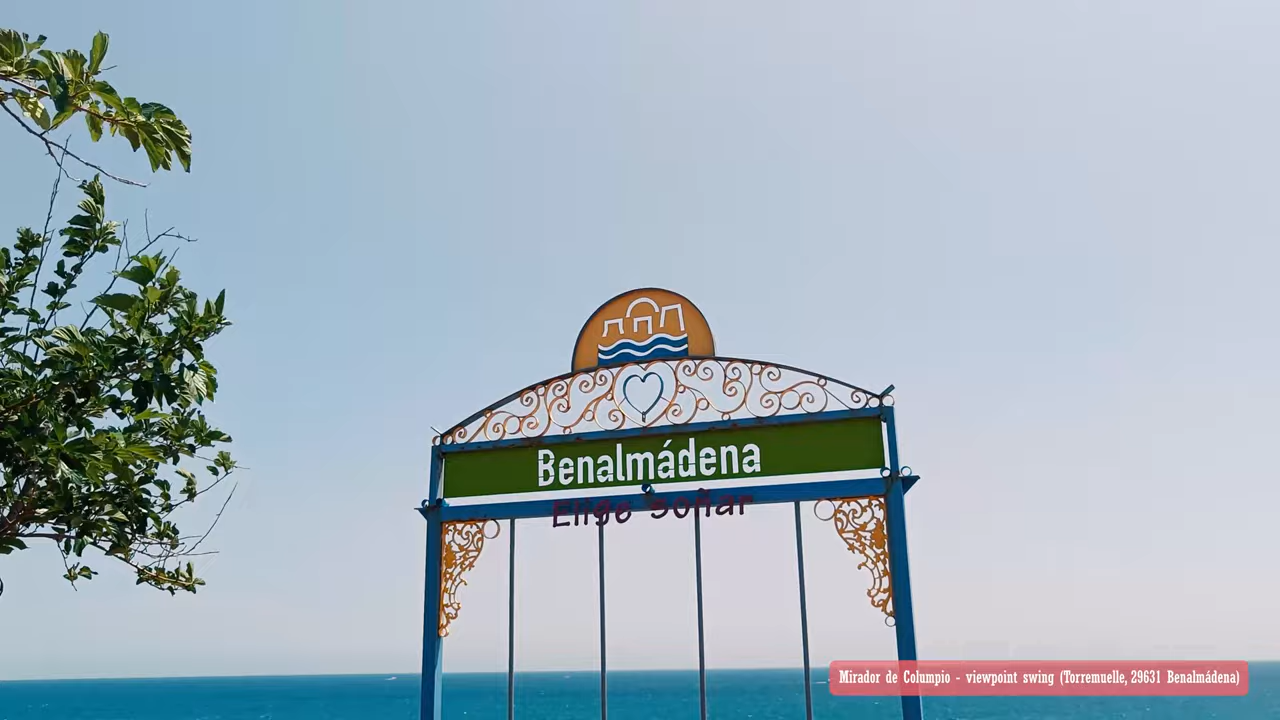 Benalmádena
Elige soñar
Mirador de Columpio - viewpoint swing (Torremuelle, 29631 Benalmádena)